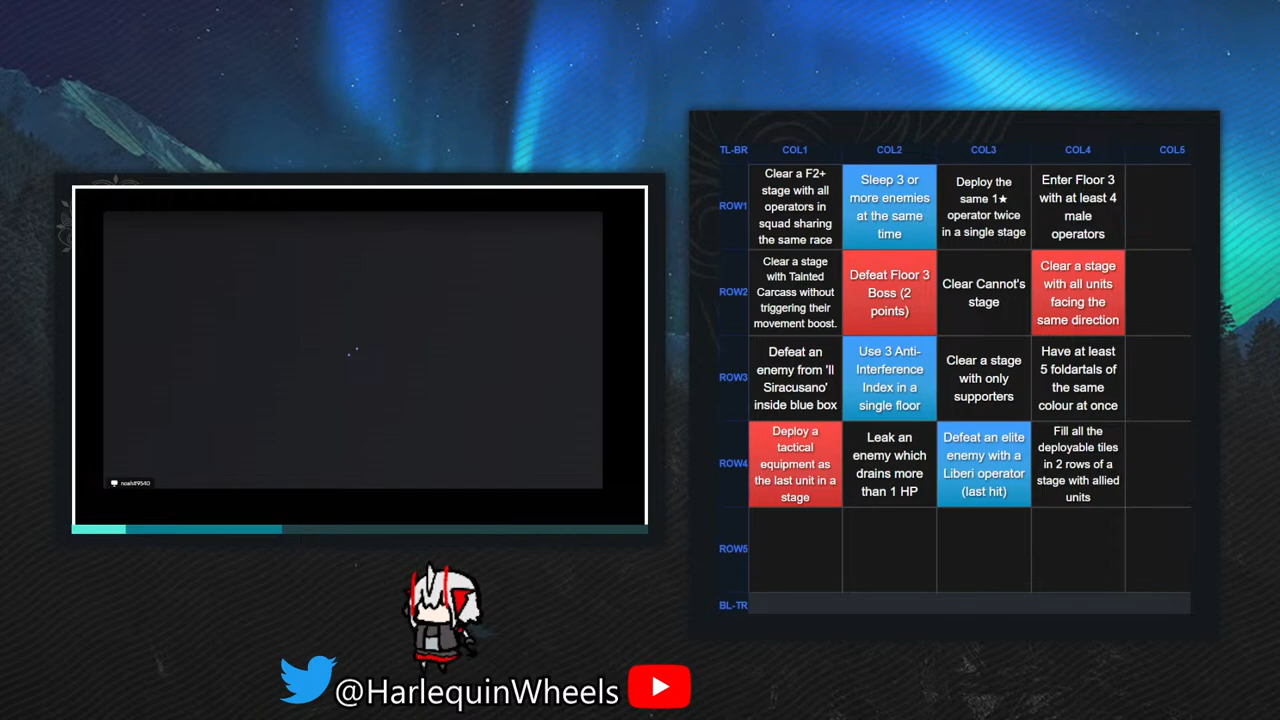 TL-BR COL1 COL2 COL3 COL4 COL5
ROW1
Clear a F2+
stage with all
operators in
squad sharing
the same race
Sleep 3 or
more enemies
at the same
time
Deploy the
same 1★
operator twice
in a single stage
Enter Floor 3
with at least 4
male
operators
ROW2
Clear a stage
with Tainted
Carcass without
triggering their
movement boost.
Defeat Floor 3
Boss (2
points)
Clear Cannot's
stage
Clear a stage
with all units
facing the
same direction
ROW3
Defeat an
enemy from 'Il
Siracusano'
inside blue box
Use 3 Anti-
Interference
Index in a
single floor
Clear a stage
with only
supporters
Have at least
5 foldartals of
the same
colour at once
ROW4
Deploy a
tactical
equipment as
the last unit in a
stage
Leak an
enemy which
drains more
than 1 HP
Defeat an elite
enemy with a
Liberi operator
(last hit)
Fill all the
deployable tiles
in 2 rows of a
stage with allied
units
ROW5
BL-TR
noah#9540
@HarlequinWheels